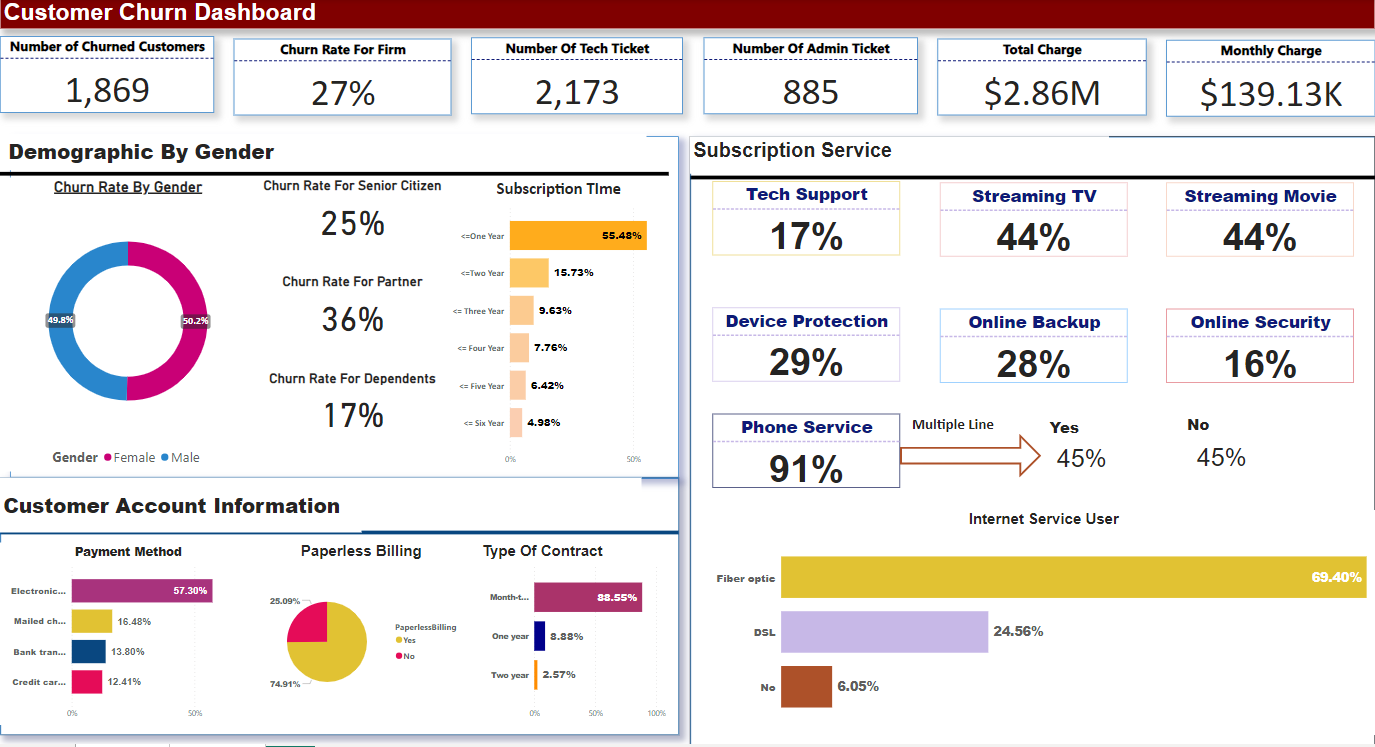 Customer Churn Dashboard
Number of Churned Customers
1,869
Churn Rate For Firm
27%
Number Of Tech Ticket
2,173
Number Of Admin Ticket
885
Total Charge
$2.86M
Monthly Charge
$139.13K
Demographic By Gender
Churn Rate By Gender
49.8%
50.2%
Gender
Female
Male
Churn Rate For Senior Citizen
25%
Churn Rate For Partner
36%
Churn Rate For Dependents
17%
Subscription TIme
<=One Year
55.48%
<=Two Year
15.73%
<= Three Year
9.63%
<= Four Year
7.76%
<= Five Year
6.42%
<= Six Year
4.98%
0%
50%
Subscription Service
Tech Support
17%
Streaming TV
44%
Streaming Movie
44%
Device Protection
29%
Online Backup
28%
Online Security
16%
Phone Service
91%
Multiple Line
Yes
45%
No
45%
Internet Service User
Fiber optic
69.40%
DSL
24.56%
No
6.05%
Customer Account Information
Payment Method
Electronic...
57.30%
Mailed ch...
16.48%
Bank tran...
13.80%
Credit car...
12.41%
0%
50%
Paperless Billing
25.09%
74.91%
PaperlessBilling
Yes
No
Type Of Contract
Month-t...
88.55%
One year
8.88%
Two year
2.57%
0%
50%
100%